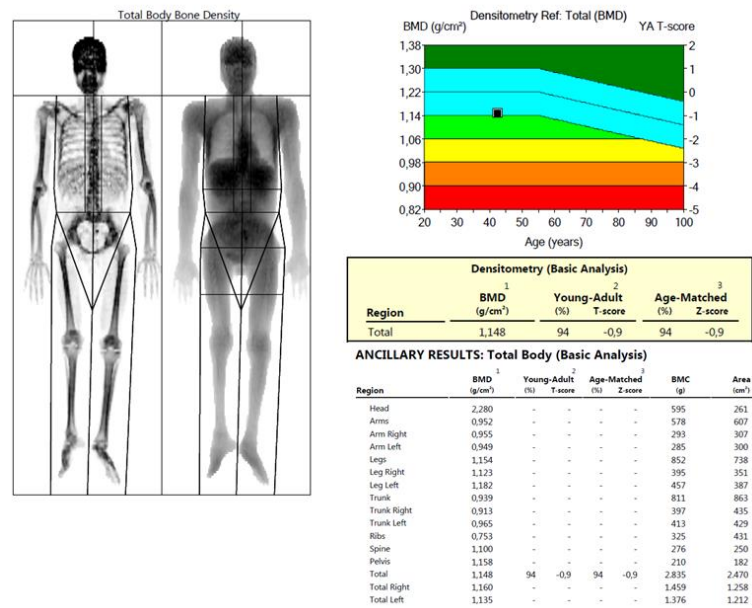 Total Body Bone Density
Densitometry Ref: Total (BMD)
BMD (g/cm²) YA T-score
1,38 2
1,30 1
1,22 0
1,14 -1
1,06 -2
0,98 -3
0,90 -4
0,82 -5
20 30 40 50 60 70 80 90 100
Age (years)
Densitometry (Basic Analysis)
1 2 3
BMD Young-Adult Age-Matched
Region (g/cm²) (%) T-score (%) Z-score
Total 1,148 94 -0,9 94 -0,9
ANCILLARY RESULTS: Total Body (Basic Analysis)
1 2 3
BMD Young-Adult Age-Matched BMC Area
Region (g/cm²) (%) T-score (%) Z-score (g) (cm²)
Head 2,280 - - - - 595 261
Arms 0,952 - - - - 578 607
Arm Right 0,955 - - - - 293 307
Arm Left 0,949 - - - - 285 300
Legs 1,154 - - - - 852 738
Leg Right 1,123 - - - - 395 351
Leg Left 1,182 - - - - 457 387
Trunk 0,939 - - - - 811 863
Trunk Right 0,913 - - - - 397 435
Trunk Left 0,965 - - - - 413 429
Ribs 0,753 - - - - 325 431
Spine 1,100 - - - - 276 250
Pelvis 1,158 - - - - 210 182
Total 1,148 94 -0,9 94 -0,9 2.835 2.470
Total Right 1,160 - - - - 1.459 1.258
Total Left 1,135 - - - - 1.376 1.212